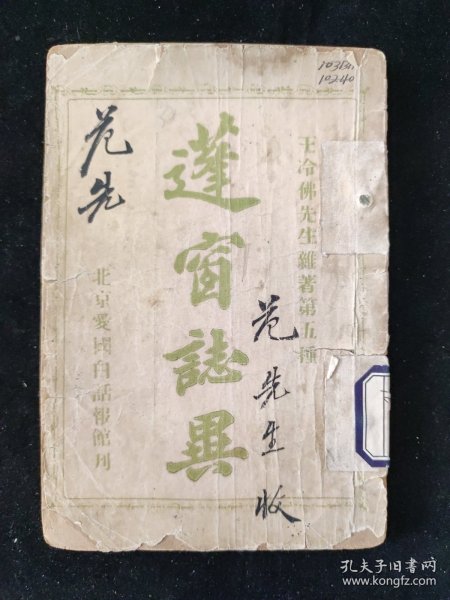 103811
10240
王冷佛先生雜著第五種
蓬窗誌異
北京愛國白話報館刊
范先
范先生收
孔夫子旧书网
www.kongfz.com